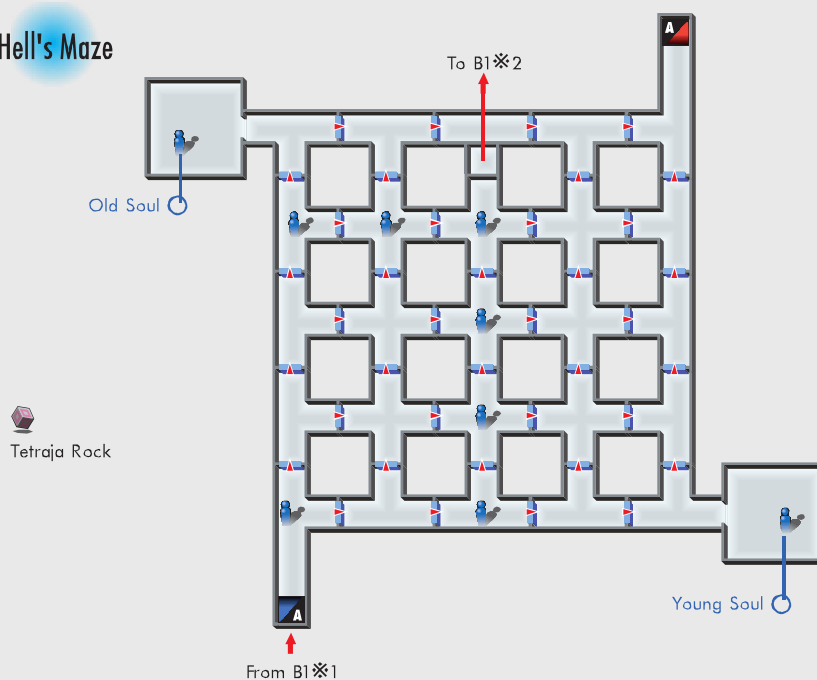 Hell's Maze
A
To B1※2
Old Soul
Tetraja Rock
Young Soul
A
From B1※1